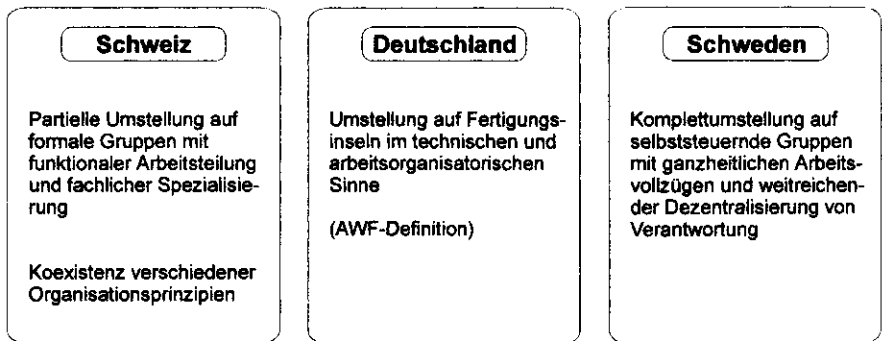 Schweiz
Partielle Umstellung auf
formale Gruppen mit
funktionaler Arbeitsteilung
und fachlicher Spezialisie-
rung
Koexistenz verschiedener
Organisationsprinzipien
Deutschland
Umstellung auf Fertigungs-
inseln im technischen und
arbeitsorganisatorischen
Sinne
(AWF-Definition)
Schweden
Komplettumstellung auf
selbststeuernde Gruppen
mit ganzheitlichen Arbeits-
vollzügen und weitreichen-
der Dezentralisierung von
Verantwortung